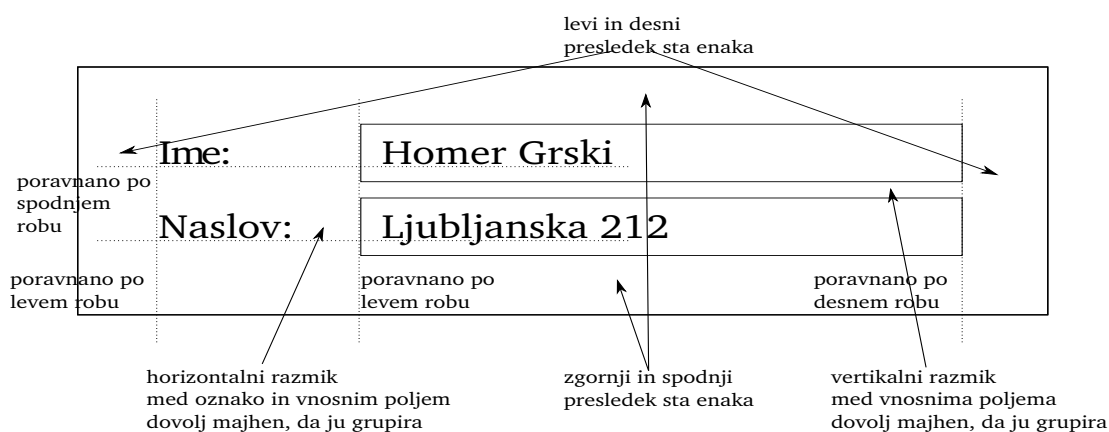 levi in desni
presledek sta enaka
Ime:
Homer Grski
poravnano po
spodnjem
robu
Naslov:
Ljubljanska 212
poravnano po
levem robu
poravnano po
levem robu
poravnano po
desnem robu
horizontalni razmik
med oznako in vnosnim poljem
dovolj majhen, da ju grupira
zgornji in spodnji
presledek sta enaka
vertikalni razmik
med vnosnima poljema
dovolj majhen, da ju grupira